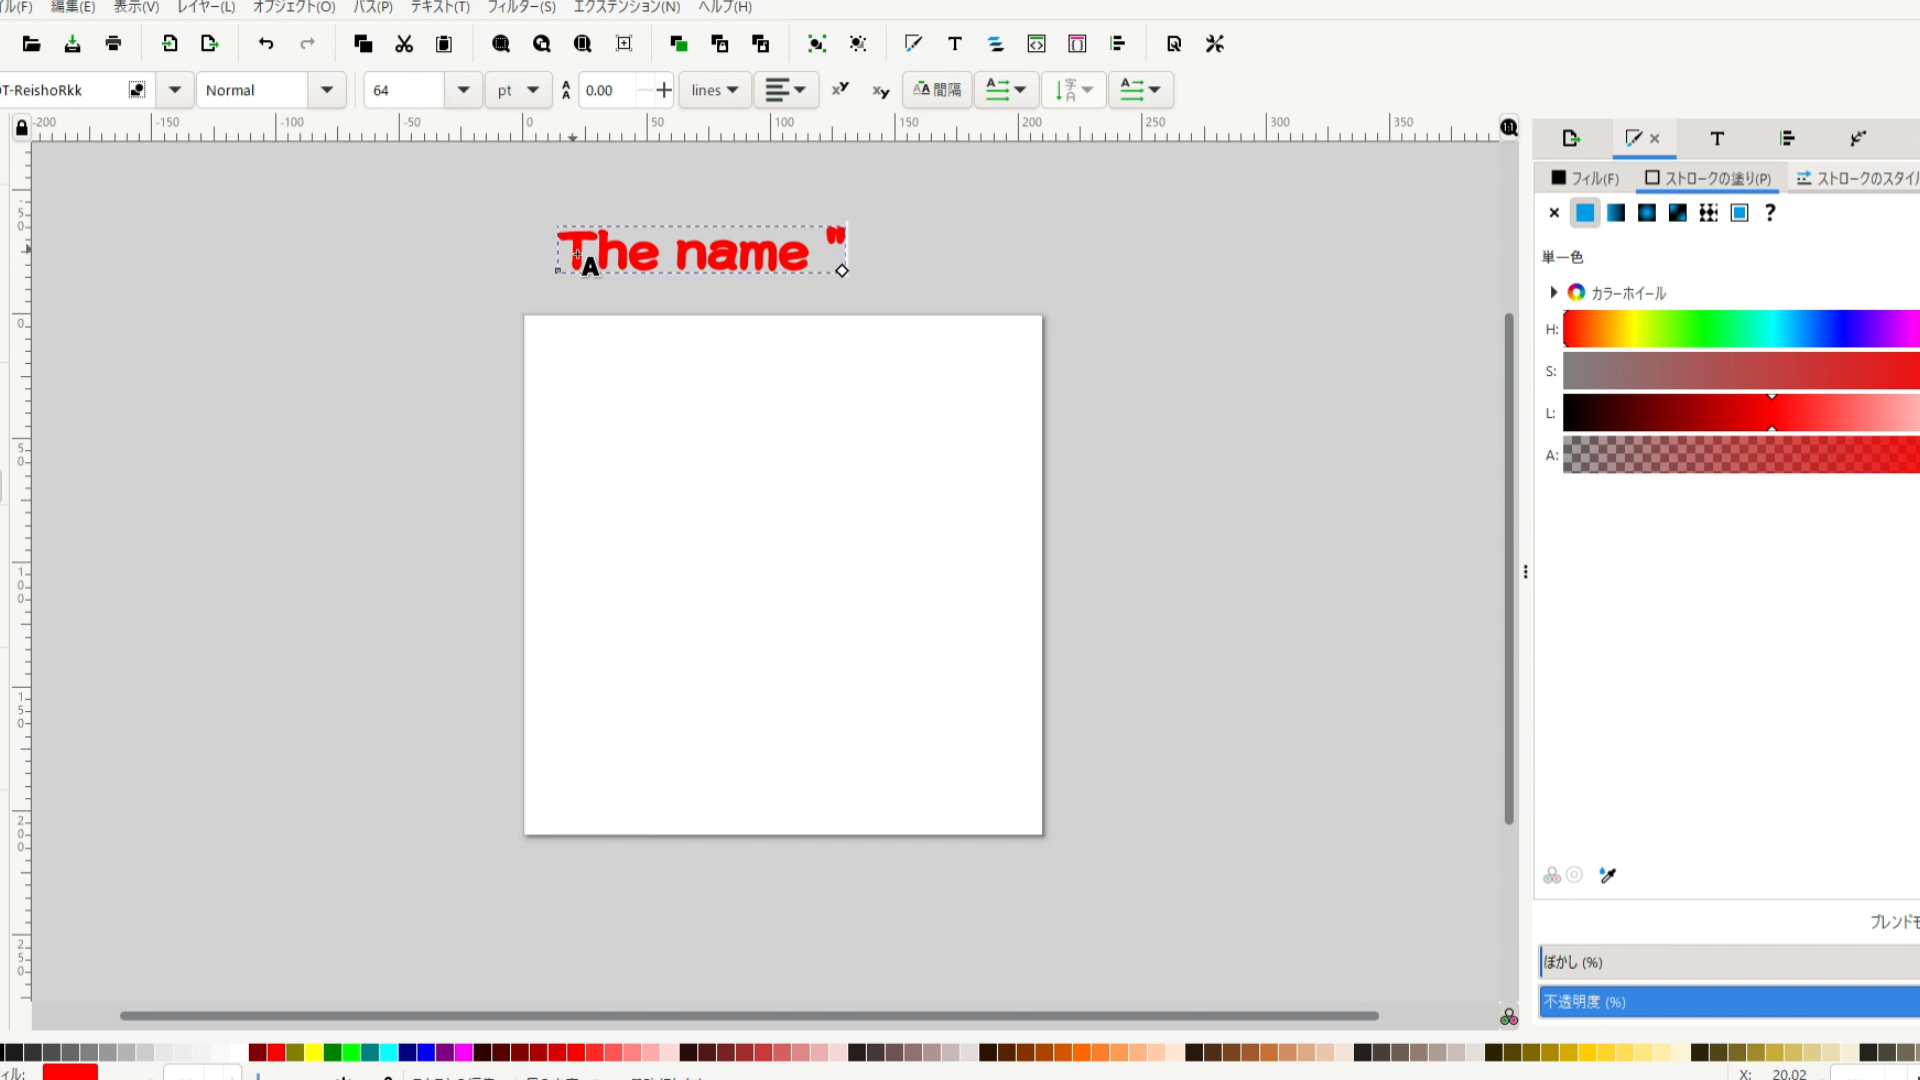 編集(E) 表示(V) レイヤー(L) オブジェクト(O) パス(P) テキスト(T) フィルター(S) エクステンション(N) ヘルプ(H)
T-ReishoRkk Normal 64 pt 0.00 lines 間隔
-200 -150 -100 -50 0 50 100 150 200 250 300 350
The name "
フィル(F) ストロークの塗り(P) ストロークのスタイル
単一色
カラーホイール
H:
S:
L:
A:
ブレンドモ
ぼかし (%)
不透明度 (%)
X: 20.02